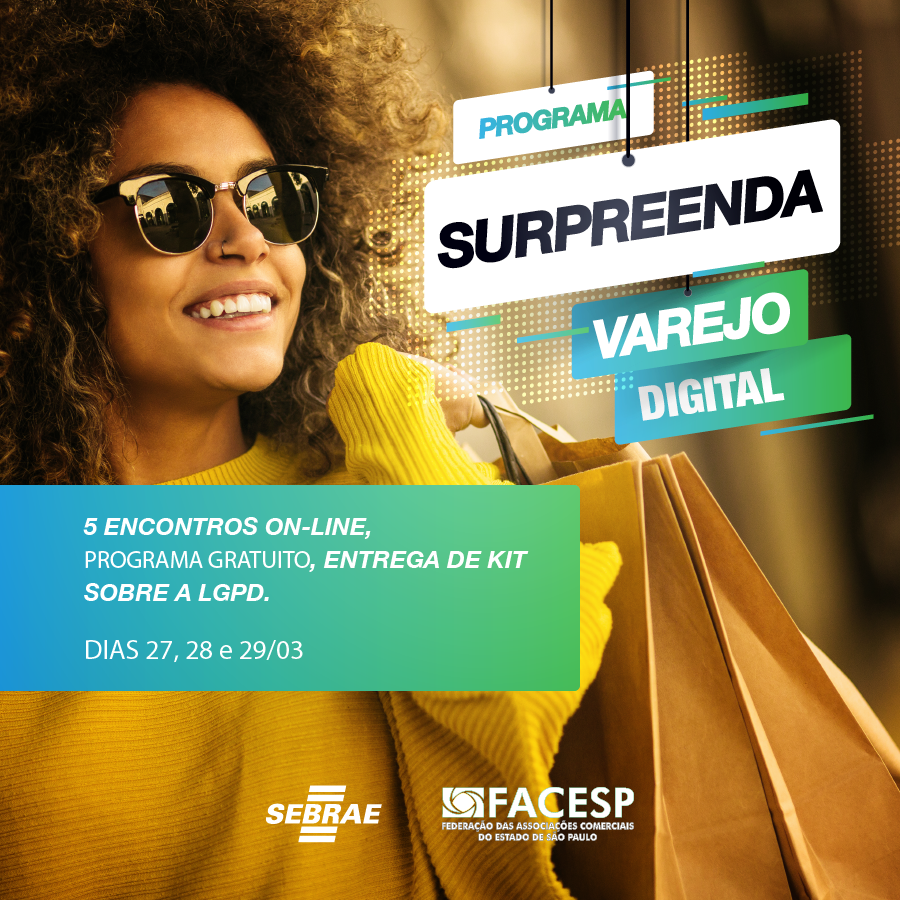 PROGRAMA
SURPREENDA
VAREJO
DIGITAL
5 ENCONTROS ON-LINE,
PROGRAMA GRATUITO, ENTREGA DE KIT
SOBRE A LGPD.
DIAS 27, 28 e 29/03
SEBRAE
FACESP
FEDERAÇÃO DAS ASSOCIAÇÕES COMERCIAIS
DO ESTADO DE SÃO PAULO